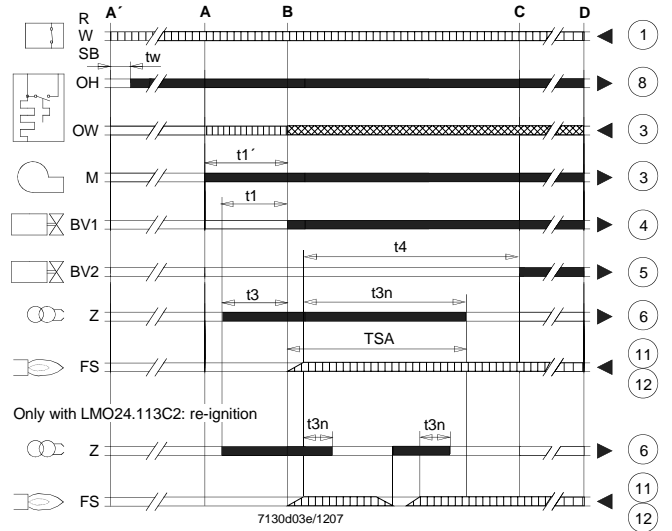 A´ A B C D
R
W 1
SB tw
OH 8
OW 3
t1´
M 3
t1
BV1 4
t4
BV2 5
t3 t3n
Z 6
TSA
FS 11
12
Only with LMO24.113C2: re-ignition
t3n t3n
Z 6
FS 11
7130d03e/1207 12